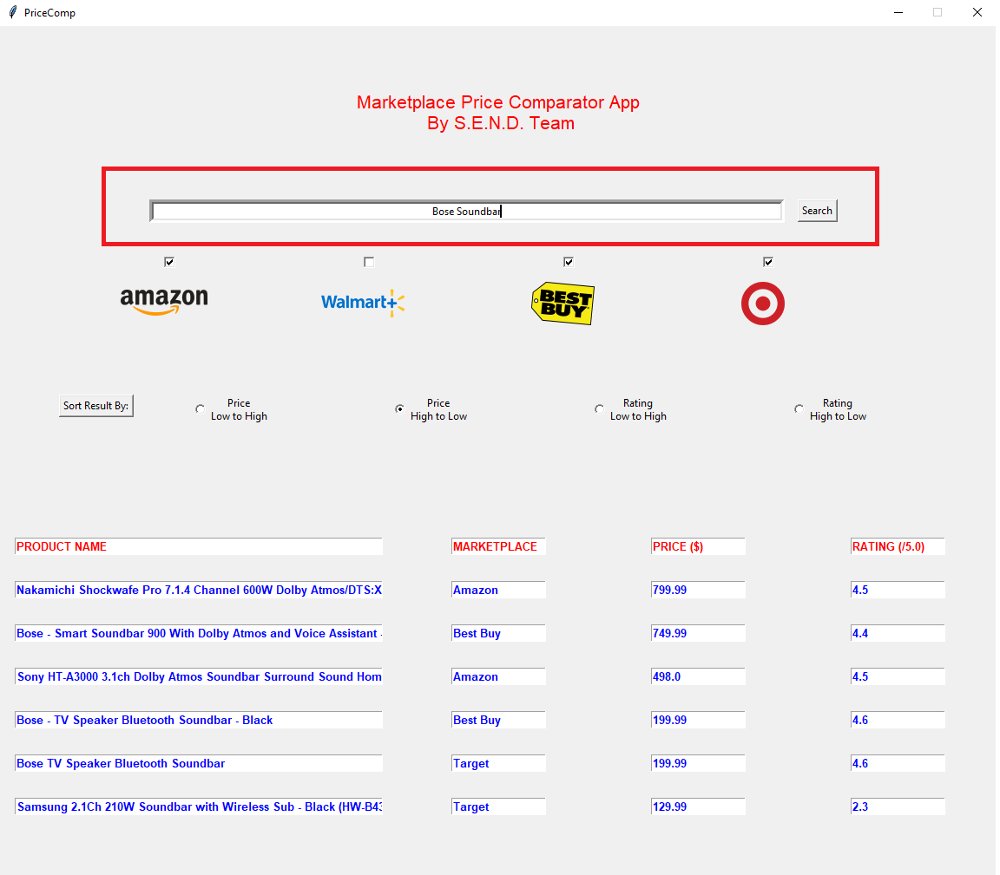 PriceComp
Marketplace Price Comparator App
By S.E.N.D. Team
Bose Soundbar Search
amazon Walmart+ BEST BUY
Sort Result By: Price Low to High Price High to Low Rating Low to High Rating High to Low
PRODUCT NAME MARKETPLACE PRICE ($) RATING (/5.0)
Nakamichi Shockwafe Pro 7.1.4 Channel 600W Dolby Atmos/DTS:X Amazon 799.99 4.5
Bose - Smart Soundbar 900 With Dolby Atmos and Voice Assistant - Best Buy 749.99 4.4
Sony HT-A3000 3.1ch Dolby Atmos Soundbar Surround Sound Hom Amazon 498.0 4.5
Bose - TV Speaker Bluetooth Soundbar - Black Best Buy 199.99 4.6
Bose TV Speaker Bluetooth Soundbar Target 199.99 4.6
Samsung 2.1Ch 210W Soundbar with Wireless Sub - Black (HW-B43 Target 129.99 2.3